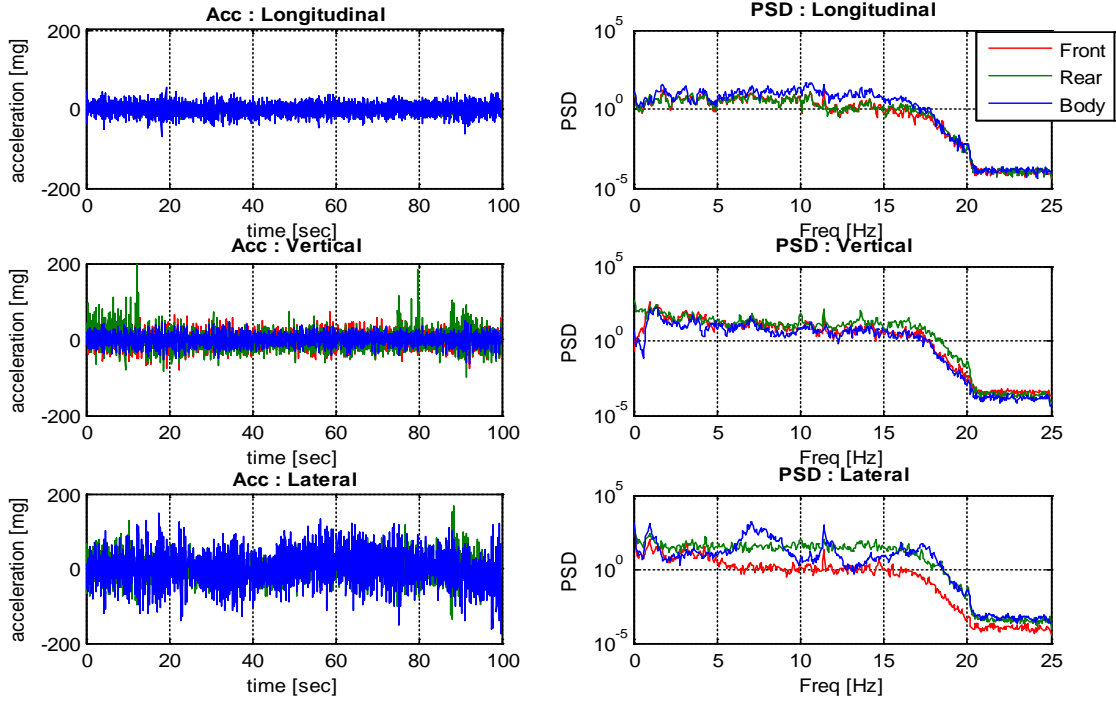 Acc : Longitudinal
200
0
-200
acceleration [mg]
0 20 40 60 80 100
time [sec]
PSD : Longitudinal
10^5
10^0
10^-5
PSD
0 5 10 15 20 25
Freq [Hz]
Front
Rear
Body
Acc : Vertical
200
0
-200
acceleration [mg]
0 20 40 60 80 100
time [sec]
PSD : Vertical
10^5
10^0
10^-5
PSD
0 5 10 15 20 25
Freq [Hz]
Acc : Lateral
200
0
-200
acceleration [mg]
0 20 40 60 80 100
time [sec]
PSD : Lateral
10^5
10^0
10^-5
PSD
0 5 10 15 20 25
Freq [Hz]